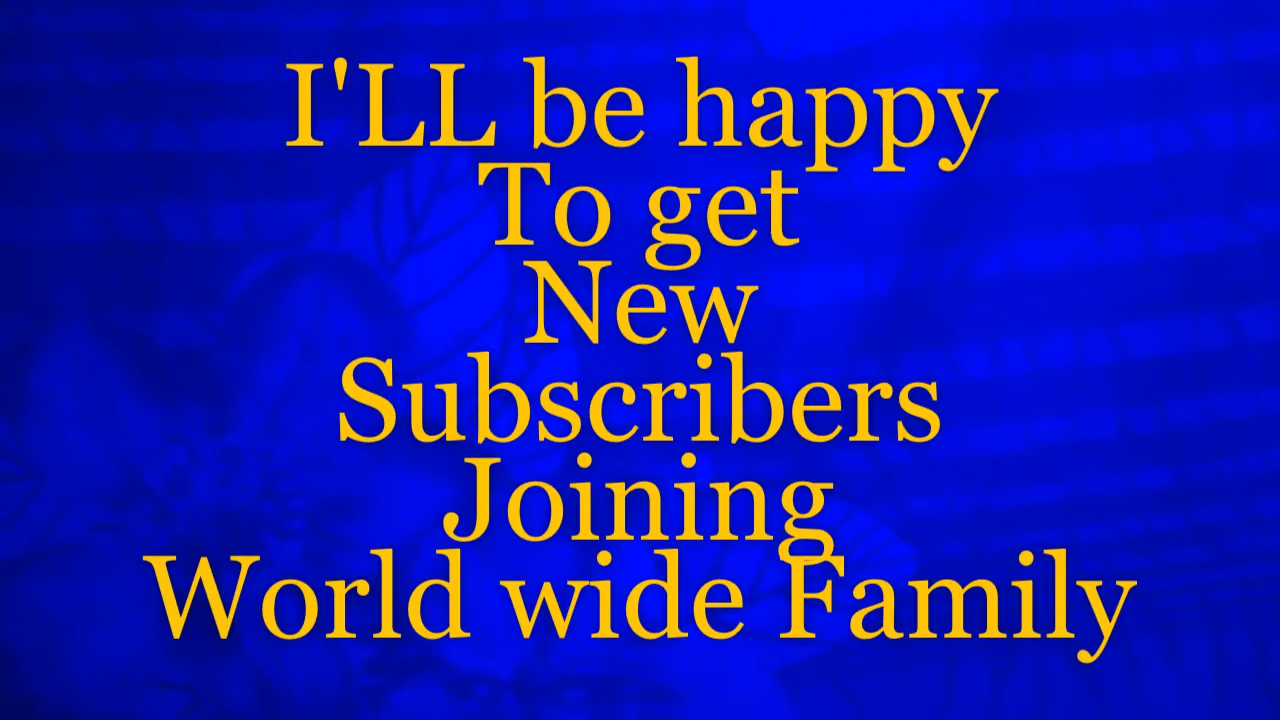 I'LL be happy
To get
New
Subscribers
Joining
World wide Family